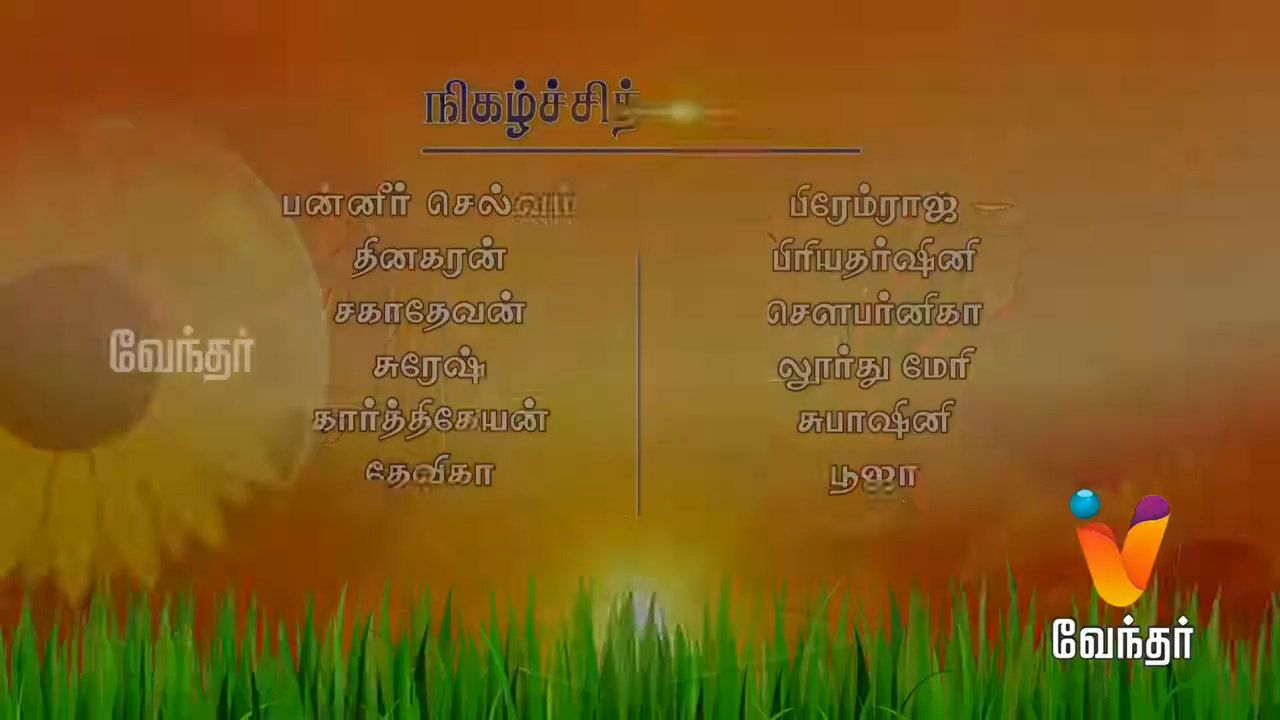 நிகழ்ச்சிற்
பன்னீர் செல்வம்
தினகரன்
சகாதேவன்
சுரேஷ்
கார்த்திகேயன்
தேவிகா
பிரேம்ராஜ்
பிரியதர்ஷினி
சௌபர்னிகா
லூர்து மேரி
சுபாஷினி
பூஜா
வேந்தர்
வேந்தர்